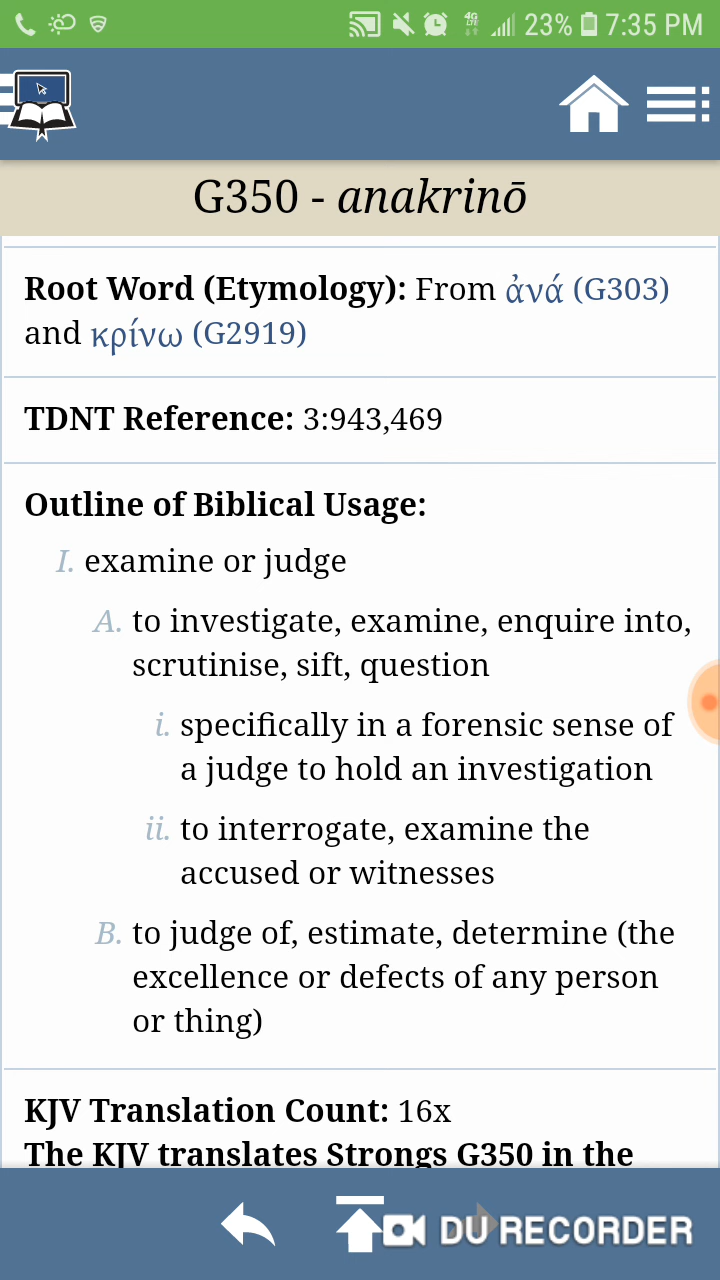 4G LTE 23% 7:35 PM
G350 - anakrinō
Root Word (Etymology): From ἀνά (G303)
and κρίνω (G2919)
TDNT Reference: 3:943,469
Outline of Biblical Usage:
I. examine or judge
A. to investigate, examine, enquire into,
scrutinise, sift, question
i. specifically in a forensic sense of
a judge to hold an investigation
ii. to interrogate, examine the
accused or witnesses
B. to judge of, estimate, determine (the
excellence or defects of any person
or thing)
KJV Translation Count: 16x
The KJV translates Strongs G350 in the
DU RECORDER